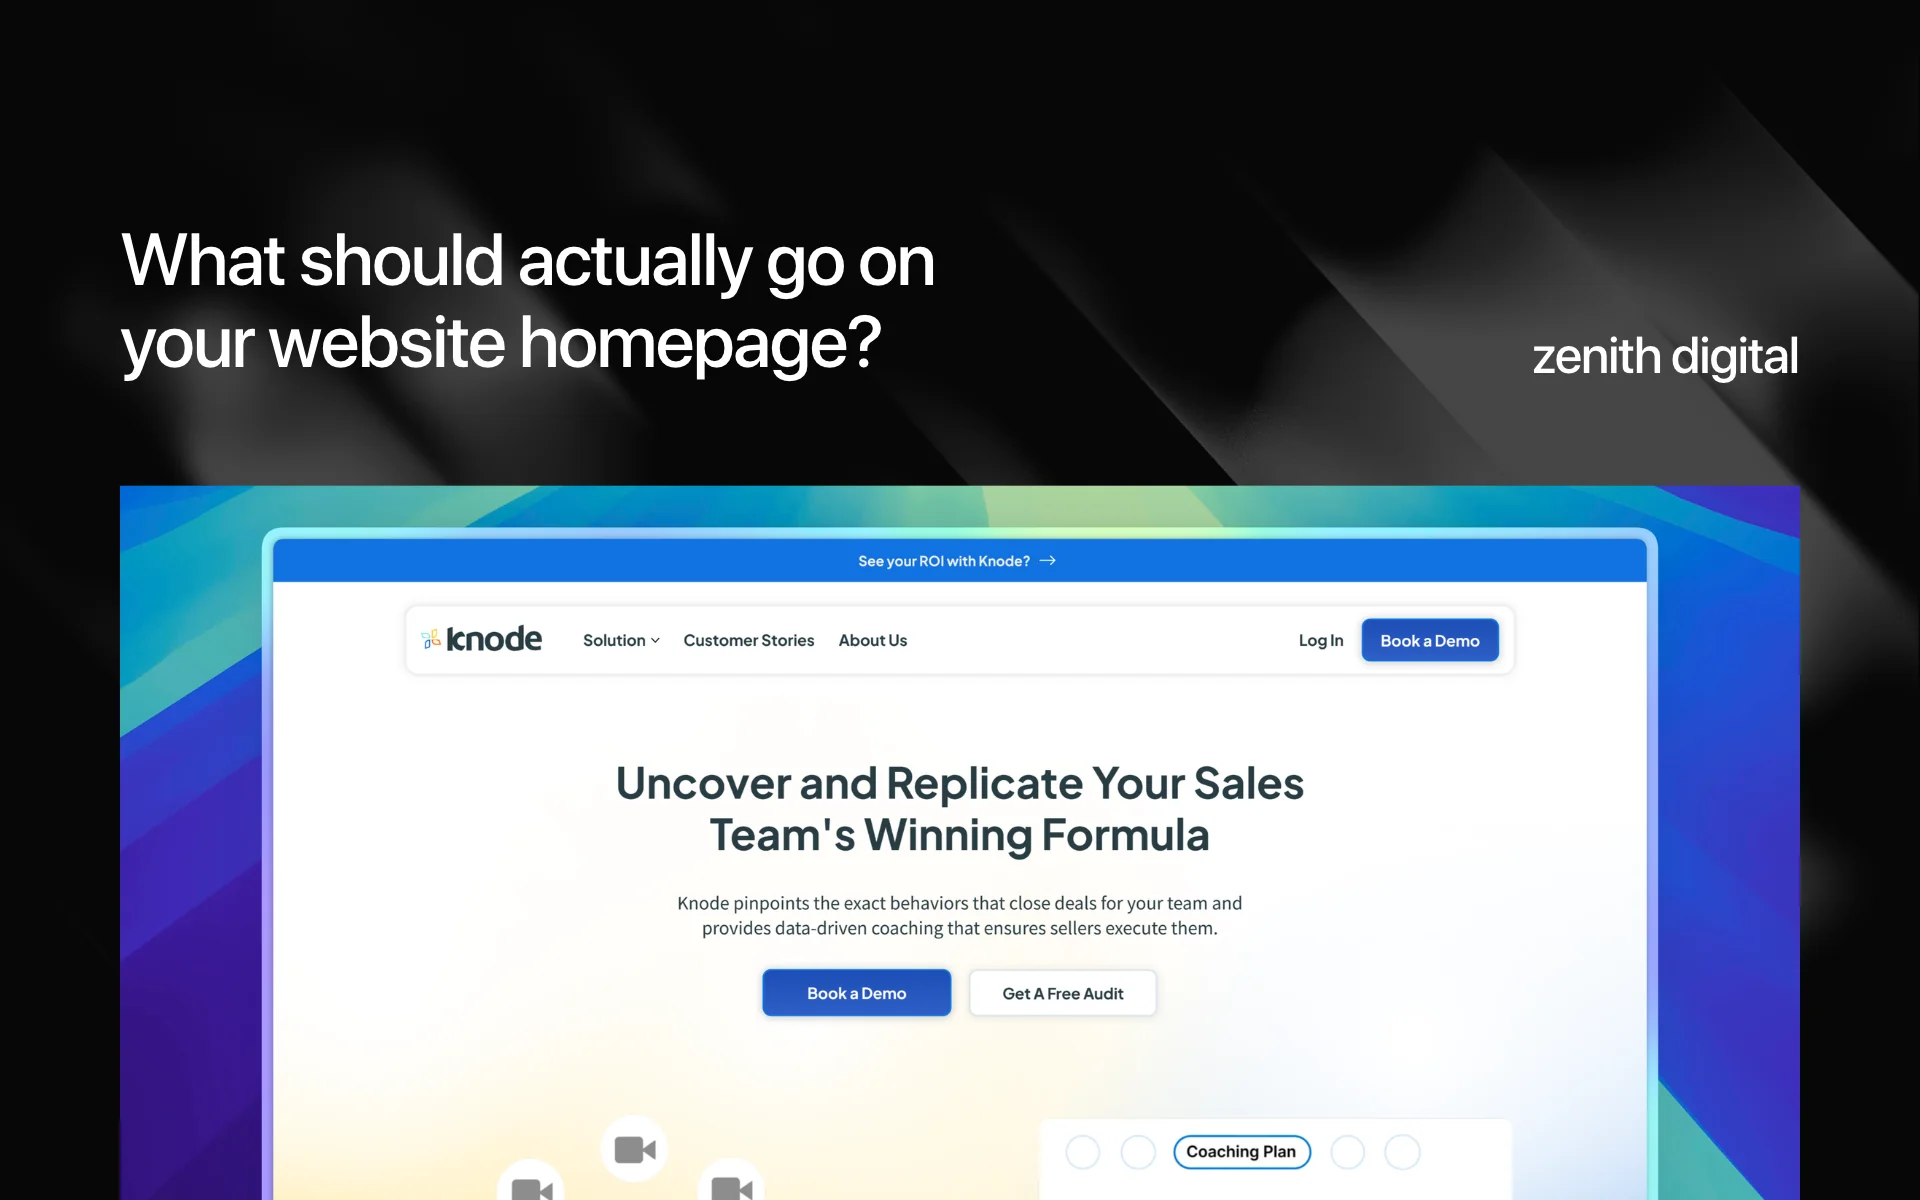 What should actually go on
your website homepage?
zenith digital
See your ROI with Knode? →
knode
Solution
Customer Stories
About Us
Log In
Book a Demo
Uncover and Replicate Your Sales
Team's Winning Formula
Knode pinpoints the exact behaviors that close deals for your team and
provides data-driven coaching that ensures sellers execute them.
Book a Demo
Get A Free Audit
Coaching Plan